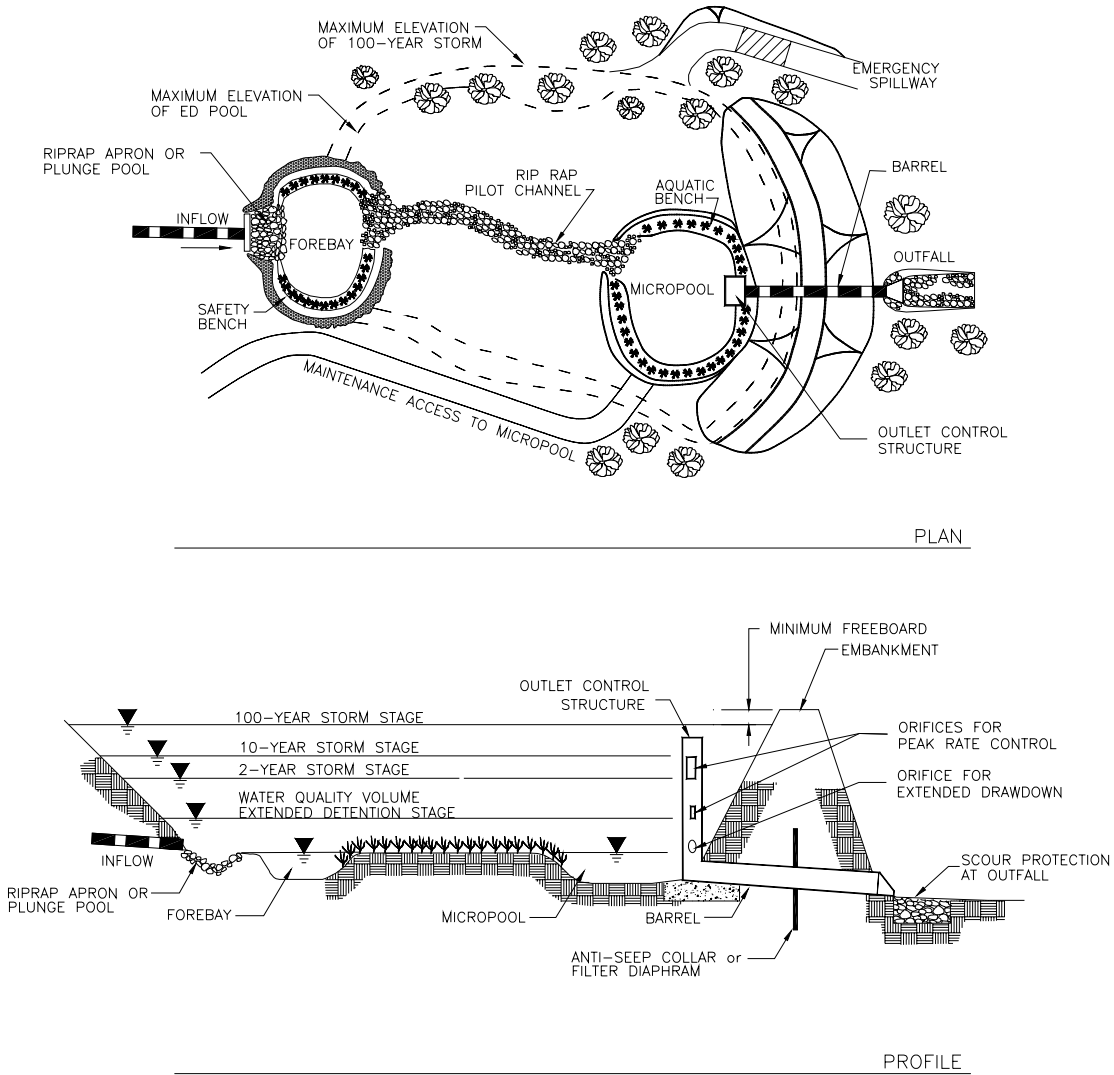 MAXIMUM ELEVATION
OF 100-YEAR STORM
EMERGENCY
SPILLWAY
MAXIMUM ELEVATION
OF ED POOL
RIPRAP APRON OR
PLUNGE POOL
RIP RAP
PILOT CHANNEL
AQUATIC
BENCH
BARREL
INFLOW
FOREBAY
OUTFALL
MICROPOOL
SAFETY
BENCH
MAINTENANCE ACCESS TO MICROPOOL
OUTLET CONTROL
STRUCTURE
PLAN
MINIMUM FREEBOARD
EMBANKMENT
OUTLET CONTROL
STRUCTURE
100-YEAR STORM STAGE
ORIFICES FOR
PEAK RATE CONTROL
10-YEAR STORM STAGE
2-YEAR STORM STAGE
ORIFICE FOR
EXTENDED DRAWDOWN
WATER QUALITY VOLUME
EXTENDED DETENTION STAGE
INFLOW
SCOUR PROTECTION
AT OUTFALL
RIPRAP APRON OR
PLUNGE POOL
FOREBAY
MICROPOOL
BARREL
ANTI-SEEP COLLAR or
FILTER DIAPHRAM
PROFILE